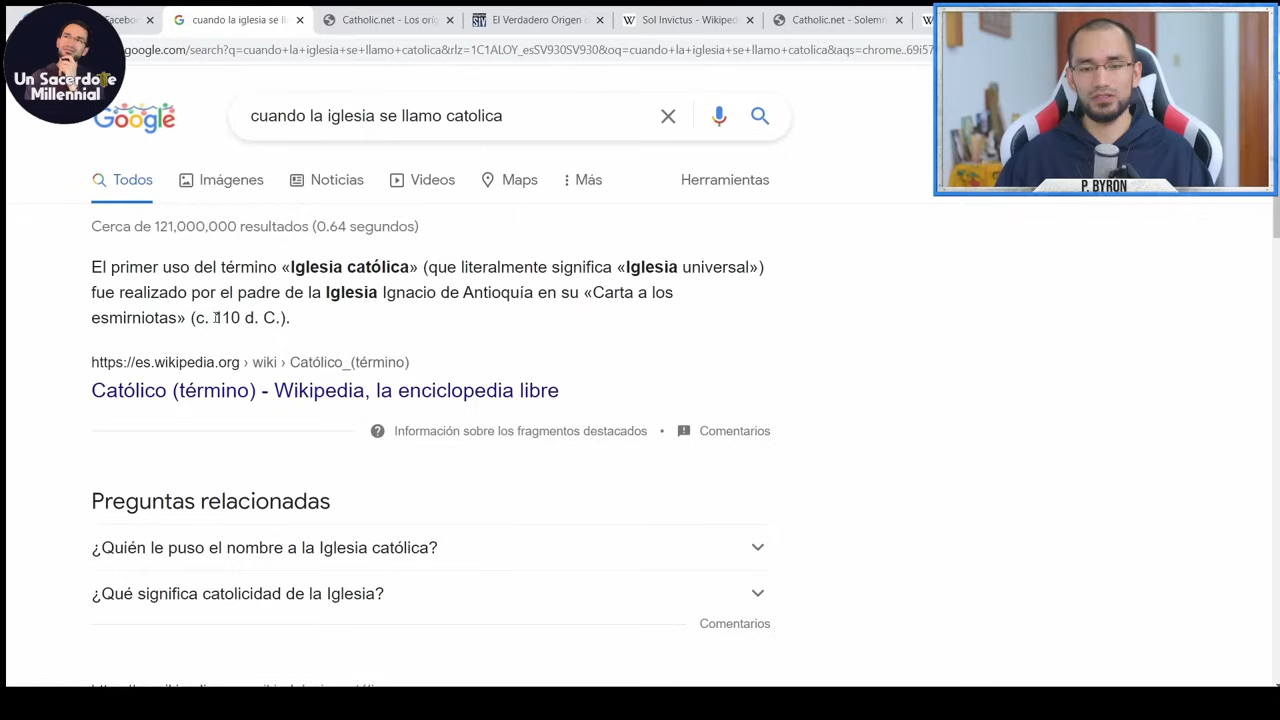 Faceboo
cuando la iglesia se ll
Catholic.net - Los oríg
El Verdadero Origen d
Sol Invictus - Wikiped
Catholic.net - Solemn
google.com/search?q=cuando+la+iglesia+se+llamo+catolica&rlz=1C1ALOY_esSV930SV930&oq=cuando+la+iglesia+se+llamo+catolica&aqs=chrome..69i57
Un Sacerdote
Millennial
Google
cuando la iglesia se llamo catolica
Todos
Imágenes
Noticias
Videos
Maps
Más
Herramientas
Cerca de 121,000,000 resultados (0.64 segundos)
El primer uso del término «Iglesia católica» (que literalmente significa «Iglesia universal»)
fue realizado por el padre de la Iglesia Ignacio de Antioquía en su «Carta a los
esmirniotas» (c. 110 d. C.).
https://es.wikipedia.org › wiki › Católico_(término)
Católico (término) - Wikipedia, la enciclopedia libre
Información sobre los fragmentos destacados
•
Comentarios
Preguntas relacionadas
¿Quién le puso el nombre a la Iglesia católica?
¿Qué significa catolicidad de la Iglesia?
Comentarios
P. BYRON